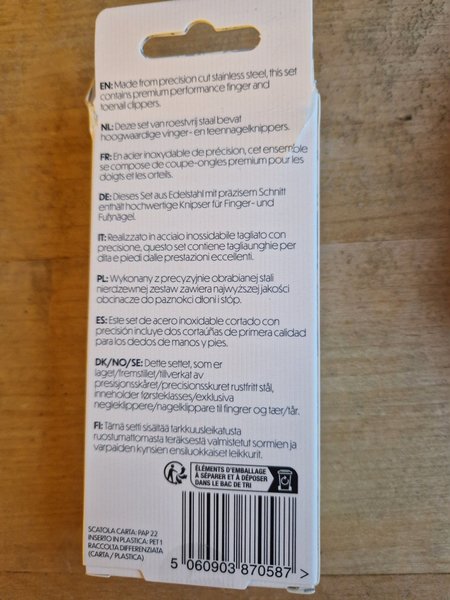 EN: Made from precision cut stainless steel, this set
contains premium performance finger and
toenail clippers.
NL: Deze set van roestvrij staal bevat
hoogwaardige vinger- en teennagelknippers.
FR: En acier inoxydable de précision, cet ensemble
se compose de coupe-ongles premium pour les
doigts et les orteils.
DE: Dieses Set aus Edelstahl mit präzisem Schnitt
enthält hochwertige Knipser für Finger- und
Fußnägel.
IT: Realizzato in acciaio inossidabile tagliato con
precisione, questo set contiene tagliaunghie per
dita e piedi dalle prestazioni eccellenti.
PL: Wykonany z precyzyjnie obrabianej stali
nierdzewnej zestaw zawiera najwyższej jakości
obcinacze do paznokci dłoni i stóp.
ES: Este set de acero inoxidable cortado con
precisión incluye dos cortaúñas de primera calidad
para los dedos de manos y pies.
DK/NO/SE: Dette settet, som er
laget/fremstillet/tillverkat av
presisjonsskåret/precisionsskuret rustfritt stål,
inneholder førsteklasses/exklusiva
negleklippere/nagelklippare til fingrer og tær/tår.
FI: Tämä setti sisältää tarkkuusleikatusta
ruostumattomasta teräksestä valmistetut sormien ja
varpaiden kynsien ensiluokkaiset leikkurit.
ÉLÉMENTS D'EMBALLAGE
À SÉPARER ET À DÉPOSER
DANS LE BAC DE TRI
SCATOLA CARTA: PAP 22
INSERTO IN PLASTICA: PET 1
RACCOLTA DIFFERENZIATA
(CARTA / PLASTICA)
5 060903 870587 >